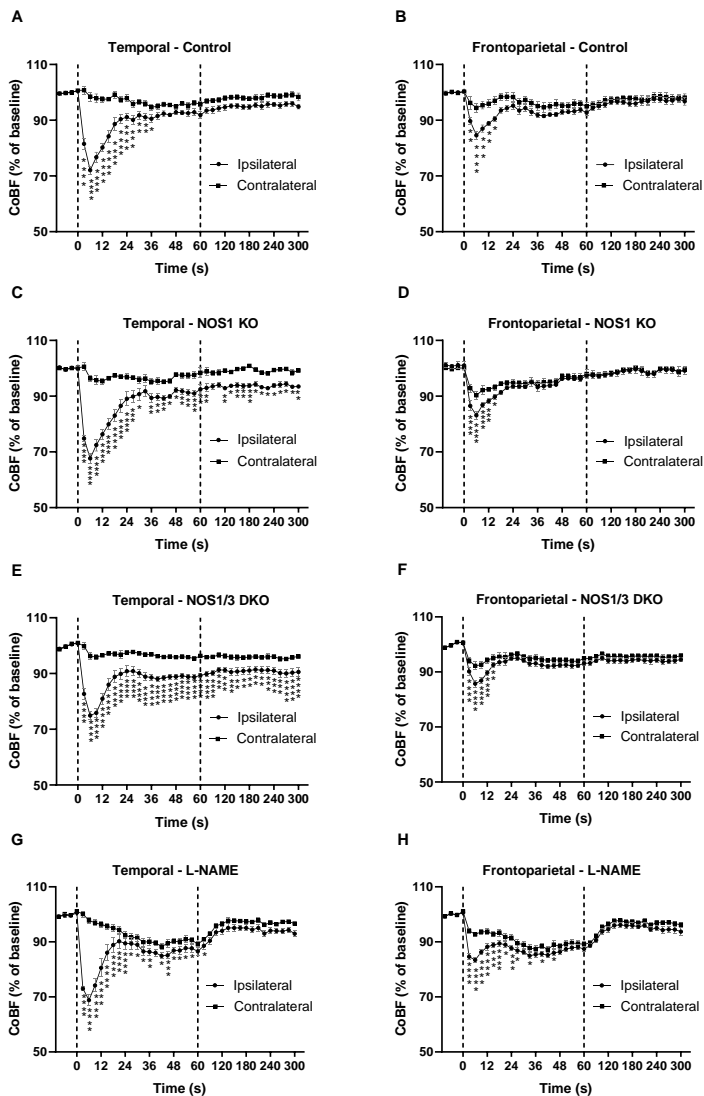 A
Temporal - Control
CoBF (% of baseline)
110
90
70
50
0 12 24 36 48 60 120 180 240 300
Time (s)
Ipsilateral
Contralateral
B
Frontoparietal - Control
CoBF (% of baseline)
110
90
70
50
0 12 24 36 48 60 120 180 240 300
Time (s)
Ipsilateral
Contralateral
C
Temporal - NOS1 KO
CoBF (% of baseline)
110
90
70
50
0 12 24 36 48 60 120 180 240 300
Time (s)
Ipsilateral
Contralateral
D
Frontoparietal - NOS1 KO
CoBF (% of baseline)
110
90
70
50
0 12 24 36 48 60 120 180 240 300
Time (s)
Ipsilateral
Contralateral
E
Temporal - NOS1/3 DKO
CoBF (% of baseline)
110
90
70
50
0 12 24 36 48 60 120 180 240 300
Time (s)
Ipsilateral
Contralateral
F
Frontoparietal - NOS1/3 DKO
CoBF (% of baseline)
110
90
70
50
0 12 24 36 48 60 120 180 240 300
Time (s)
Ipsilateral
Contralateral
G
Temporal - L-NAME
CoBF (% of baseline)
110
90
70
50
0 12 24 36 48 60 120 180 240 300
Time (s)
Ipsilateral
Contralateral
H
Frontoparietal - L-NAME
CoBF (% of baseline)
110
90
70
50
0 12 24 36 48 60 120 180 240 300
Time (s)
Ipsilateral
Contralateral